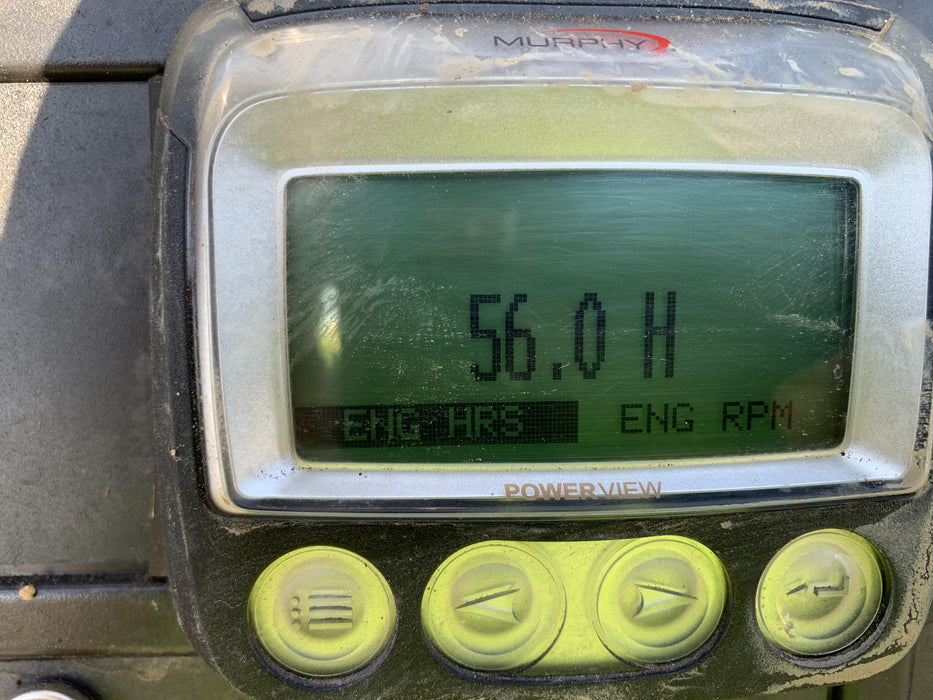 MURPHY
56.0 H
ENG HRS ENG RPM
POWERVIEW